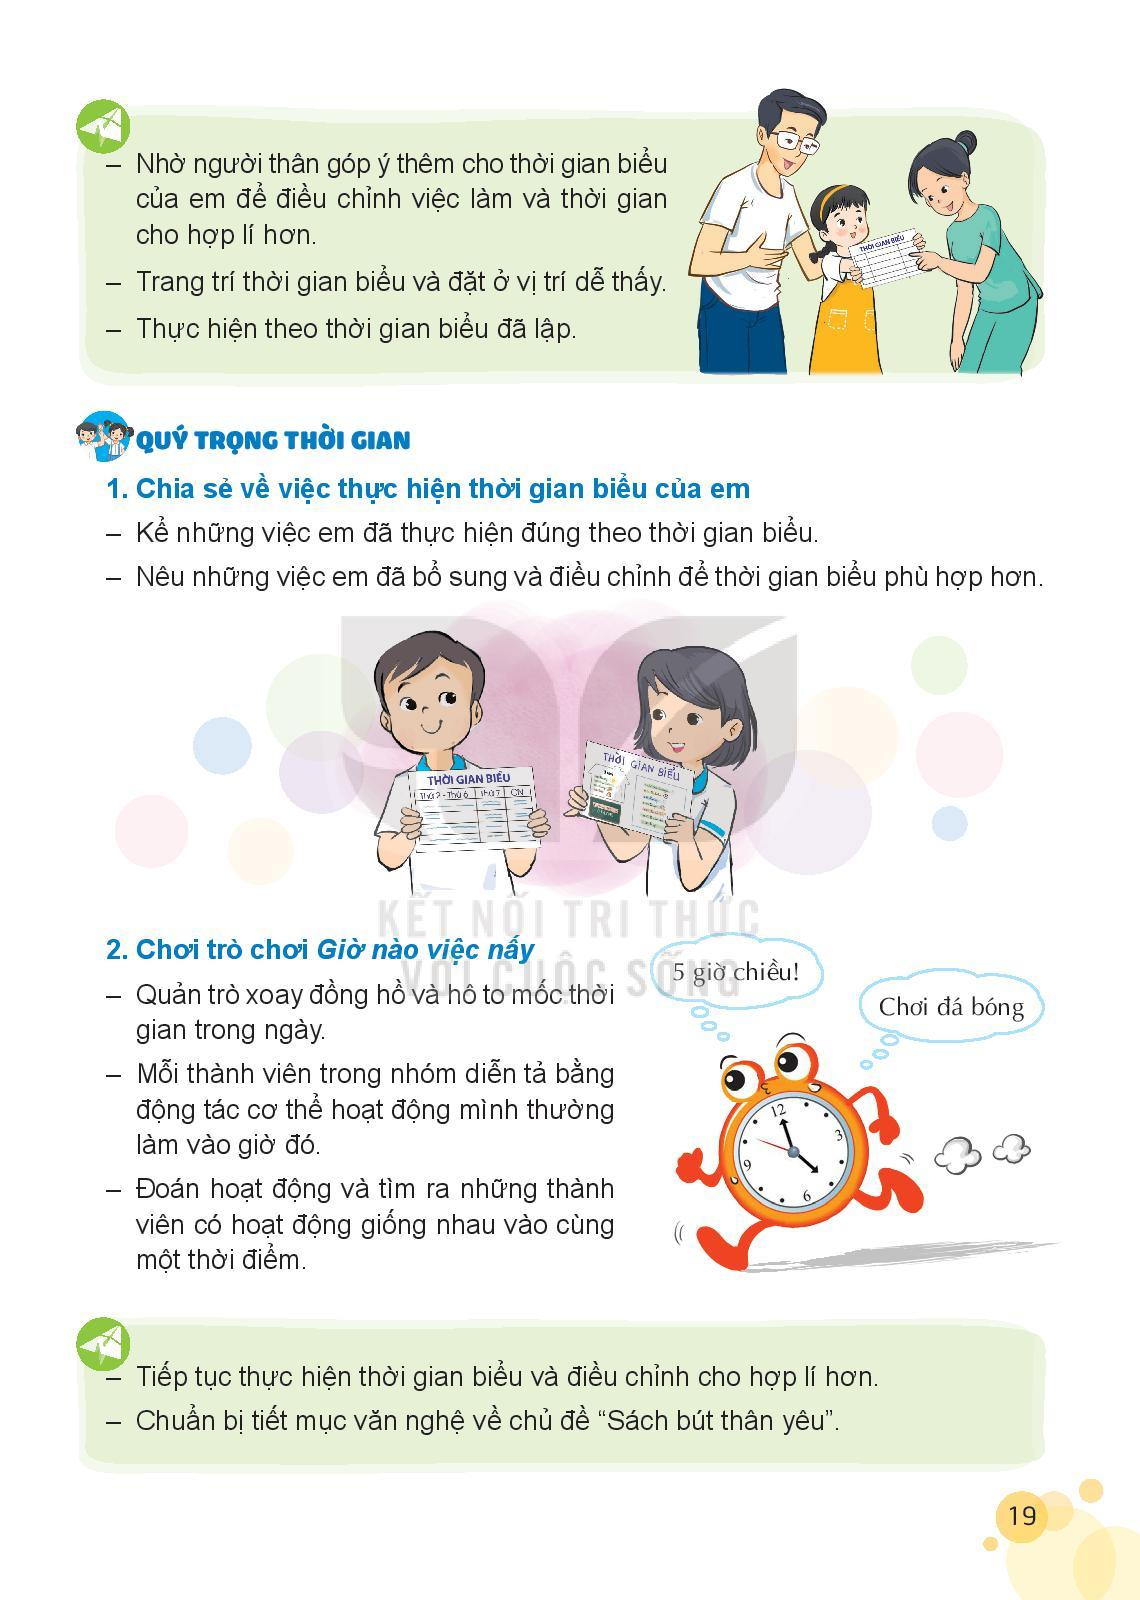 – Nhờ người thân góp ý thêm cho thời gian biểu
của em để điều chỉnh việc làm và thời gian
cho hợp lí hơn.
– Trang trí thời gian biểu và đặt ở vị trí dễ thấy.
– Thực hiện theo thời gian biểu đã lập.
THỜI GIAN BIỂU
QUÝ TRỌNG THỜI GIAN
1. Chia sẻ về việc thực hiện thời gian biểu của em
– Kể những việc em đã thực hiện đúng theo thời gian biểu.
– Nêu những việc em đã bổ sung và điều chỉnh để thời gian biểu phù hợp hơn.
THỜI GIAN BIỂU
Thứ 2 - Thứ 6 Thứ 7 CN
THỜI GIAN BIỂU
KẾT NỐI TRI THỨC
VỚI CUỘC SỐNG
2. Chơi trò chơi Giờ nào việc nấy
– Quản trò xoay đồng hồ và hô to mốc thời
gian trong ngày.
– Mỗi thành viên trong nhóm diễn tả bằng
động tác cơ thể hoạt động mình thường
làm vào giờ đó.
– Đoán hoạt động và tìm ra những thành
viên có hoạt động giống nhau vào cùng
một thời điểm.
5 giờ chiều!
Chơi đá bóng
12
3
9
6
– Tiếp tục thực hiện thời gian biểu và điều chỉnh cho hợp lí hơn.
– Chuẩn bị tiết mục văn nghệ về chủ đề “Sách bút thân yêu”.
19